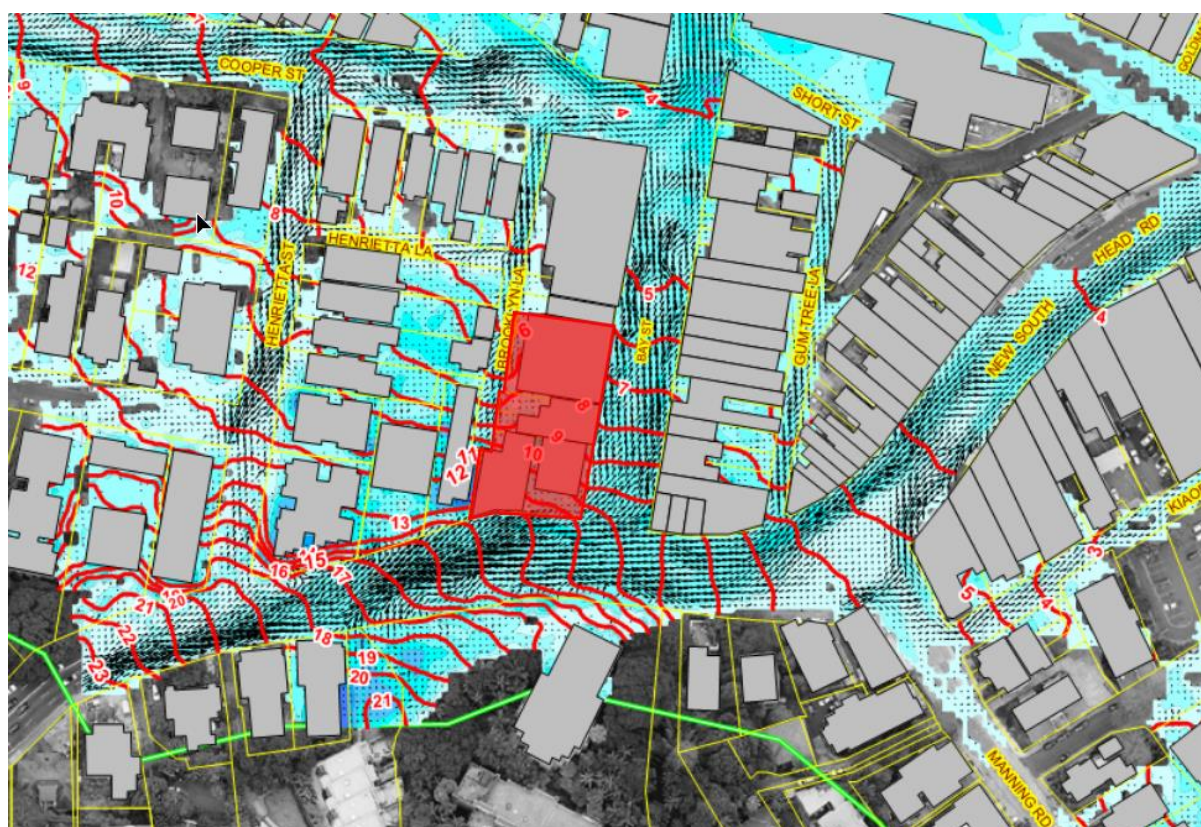 7
9
COOPER ST
4
4
SHORT ST
10
8
HENRIETTA LA
12
HENRIETTA ST
BROOKLYN LA
5
HEAD RD
4
6
BAY ST
GUM TREE LA
NEW SOUTH
7
8
9
10
11
12
13
KIAO
3
16
15
17
5
4
21
20
22
18
23
19
20
21
MANNING RD